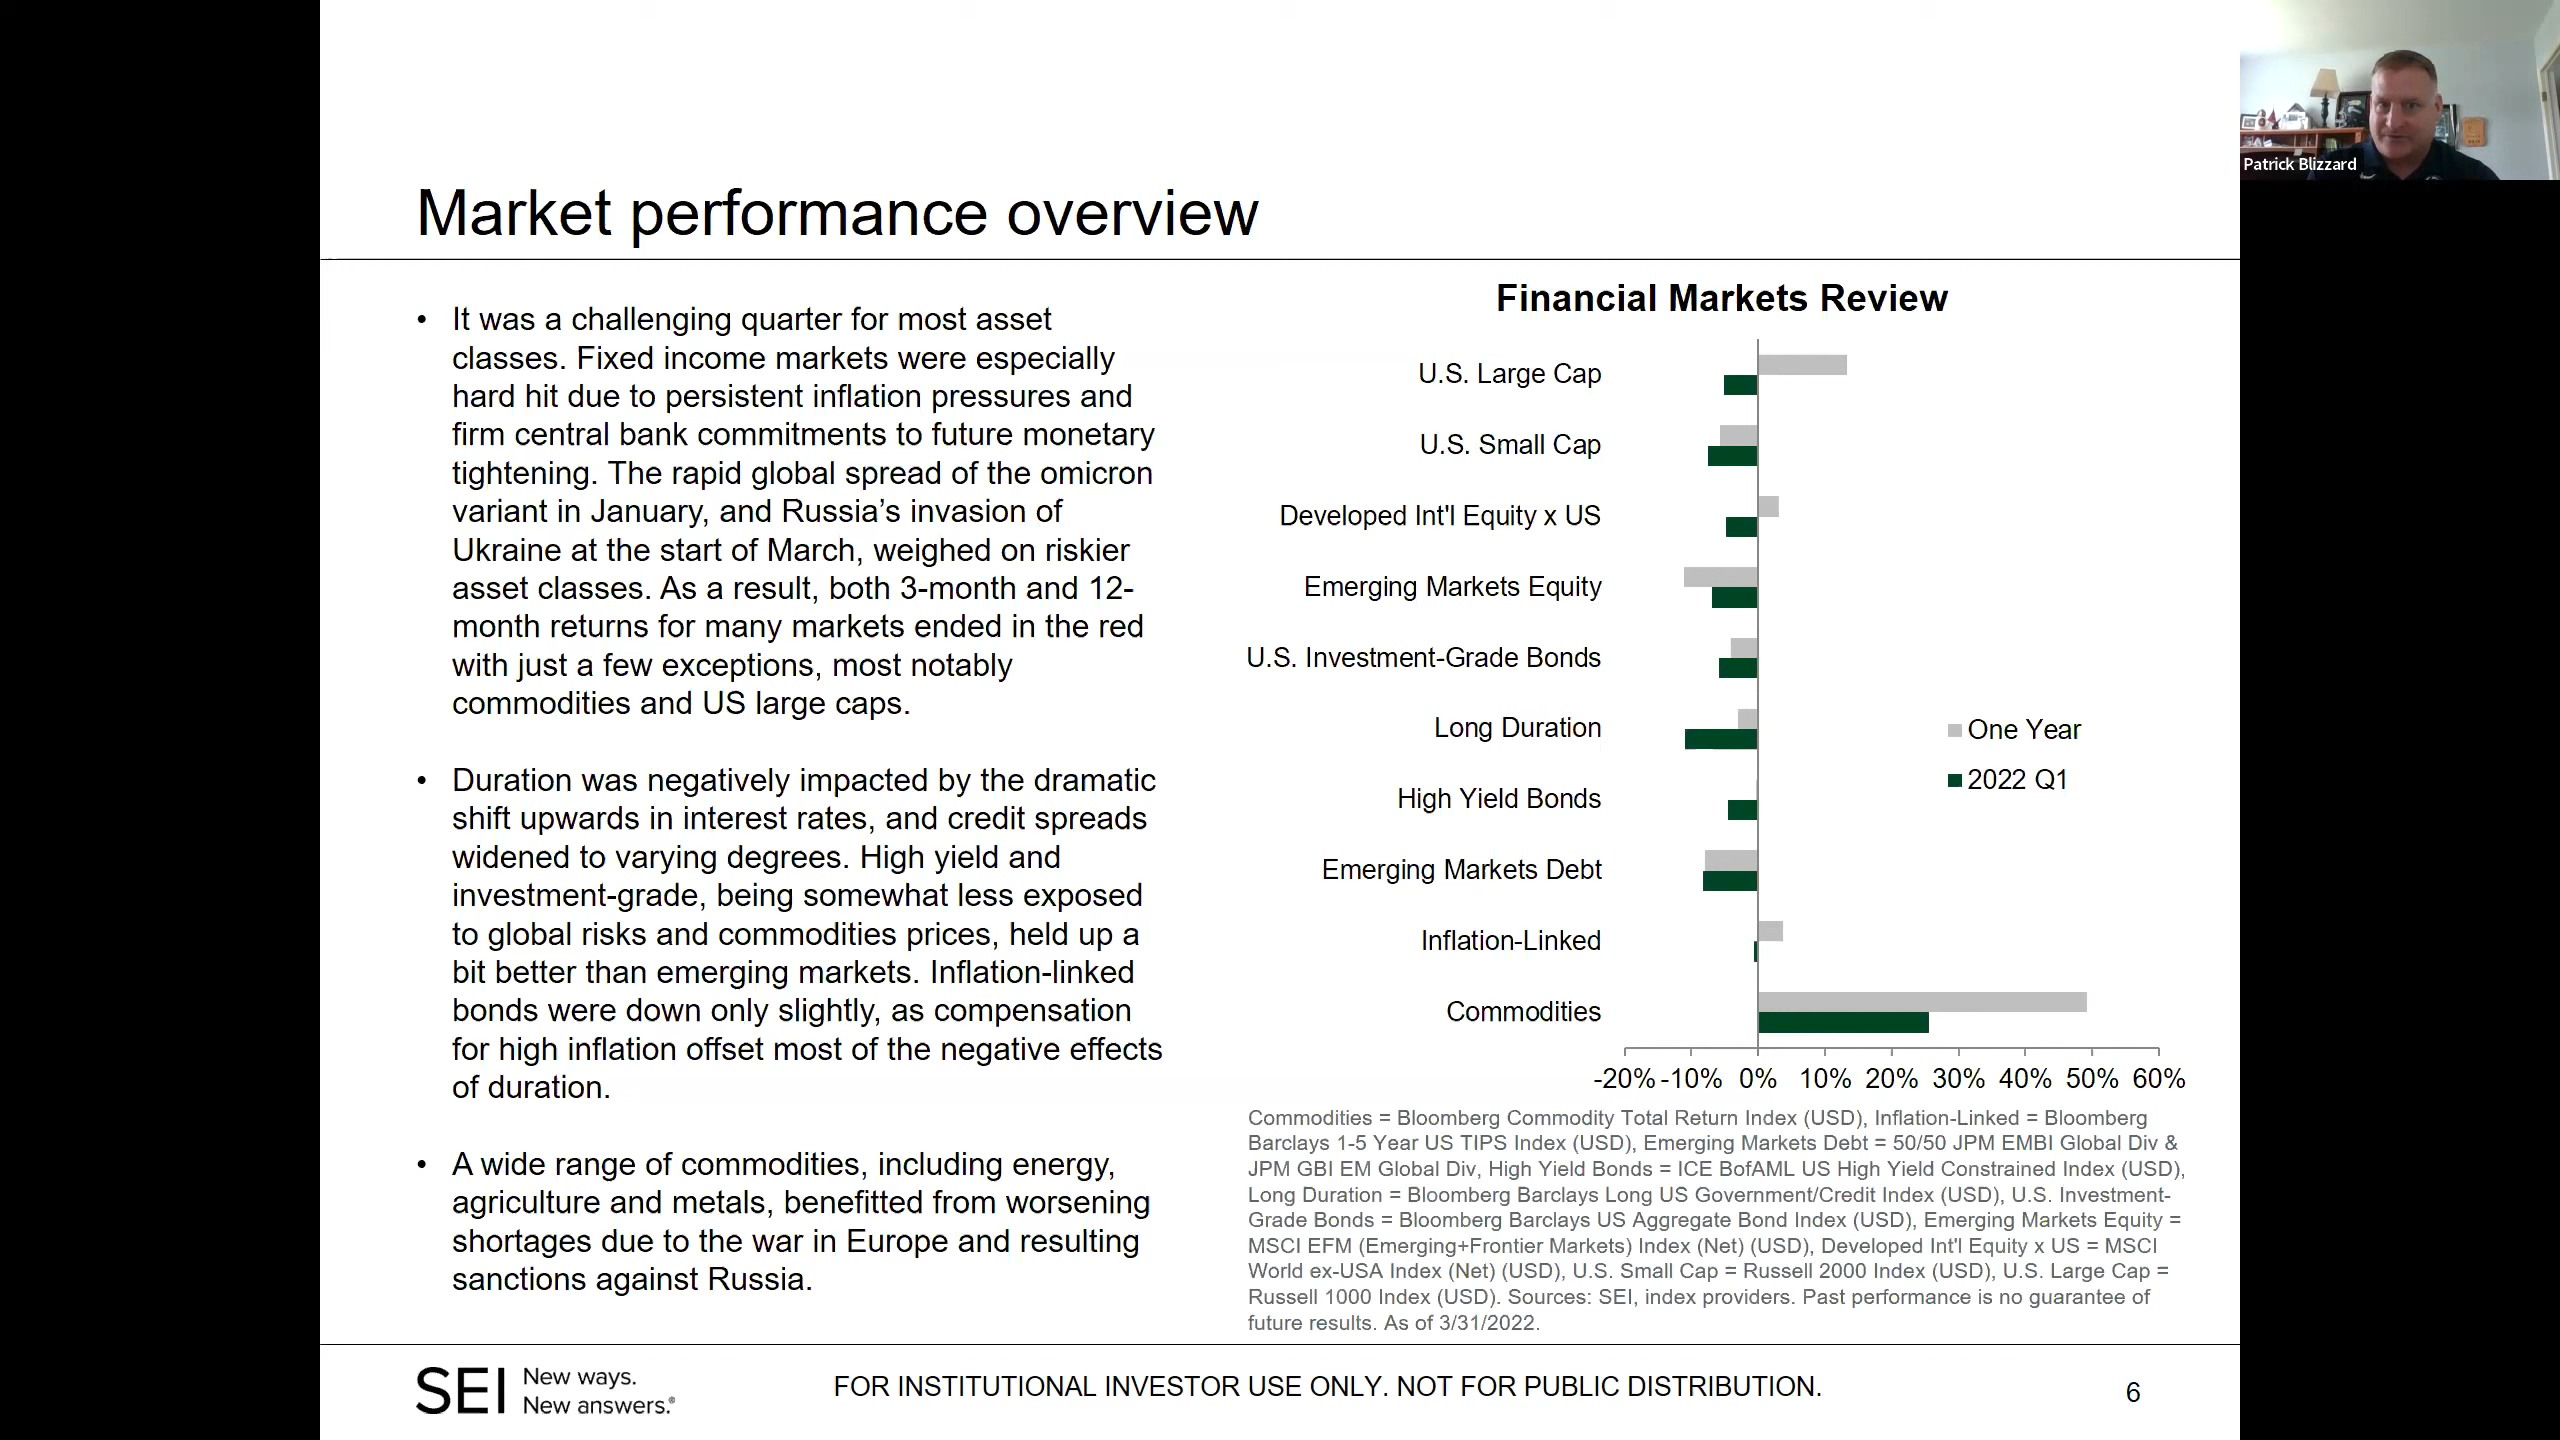 Patrick Blizzard
Market performance overview
• It was a challenging quarter for most asset
classes. Fixed income markets were especially
hard hit due to persistent inflation pressures and
firm central bank commitments to future monetary
tightening. The rapid global spread of the omicron
variant in January, and Russia’s invasion of
Ukraine at the start of March, weighed on riskier
asset classes. As a result, both 3-month and 12-
month returns for many markets ended in the red
with just a few exceptions, most notably
commodities and US large caps.
• Duration was negatively impacted by the dramatic
shift upwards in interest rates, and credit spreads
widened to varying degrees. High yield and
investment-grade, being somewhat less exposed
to global risks and commodities prices, held up a
bit better than emerging markets. Inflation-linked
bonds were down only slightly, as compensation
for high inflation offset most of the negative effects
of duration.
• A wide range of commodities, including energy,
agriculture and metals, benefitted from worsening
shortages due to the war in Europe and resulting
sanctions against Russia.
Financial Markets Review
U.S. Large Cap
U.S. Small Cap
Developed Int'l Equity x US
Emerging Markets Equity
U.S. Investment-Grade Bonds
Long Duration
High Yield Bonds
Emerging Markets Debt
Inflation-Linked
Commodities
One Year
2022 Q1
-20% -10% 0% 10% 20% 30% 40% 50% 60%
Commodities = Bloomberg Commodity Total Return Index (USD), Inflation-Linked = Bloomberg
Barclays 1-5 Year US TIPS Index (USD), Emerging Markets Debt = 50/50 JPM EMBI Global Div &
JPM GBI EM Global Div, High Yield Bonds = ICE BofAML US High Yield Constrained Index (USD),
Long Duration = Bloomberg Barclays Long US Government/Credit Index (USD), U.S. Investment-
Grade Bonds = Bloomberg Barclays US Aggregate Bond Index (USD), Emerging Markets Equity =
MSCI EFM (Emerging+Frontier Markets) Index (Net) (USD), Developed Int'l Equity x US = MSCI
World ex-USA Index (Net) (USD), U.S. Small Cap = Russell 2000 Index (USD), U.S. Large Cap =
Russell 1000 Index (USD). Sources: SEI, index providers. Past performance is no guarantee of
future results. As of 3/31/2022.
SEI New ways.
New answers.®
FOR INSTITUTIONAL INVESTOR USE ONLY. NOT FOR PUBLIC DISTRIBUTION.
6